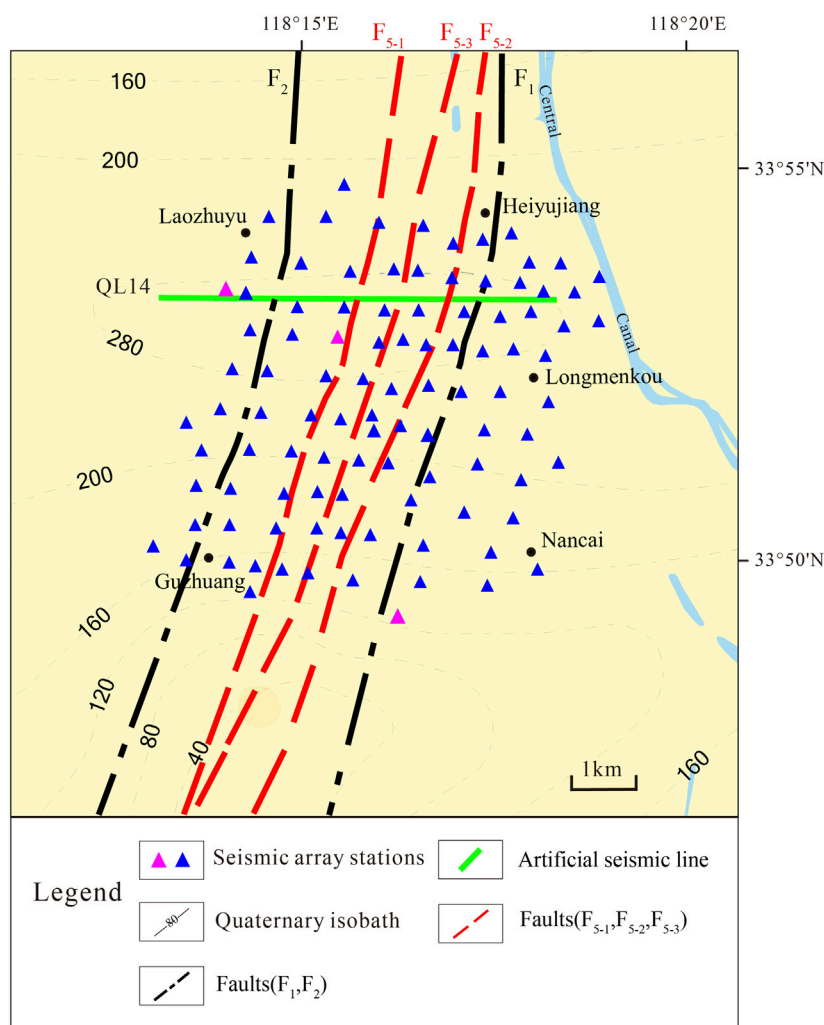 118°15'E 118°20'E
F5-1 F5-3 F5-2
F2 F1
160
Central
200
33°55'N
Laozhuyu Heiyujiang
QL14
280
Canal
Longmenkou
200
Nancai
33°50'N
Guzhuang
160
120
80
40
1km
160
Legend
Seismic array stations
Artificial seismic line
80
Quaternary isobath
Faults(F5-1,F5-2,F5-3)
Faults(F1,F2)